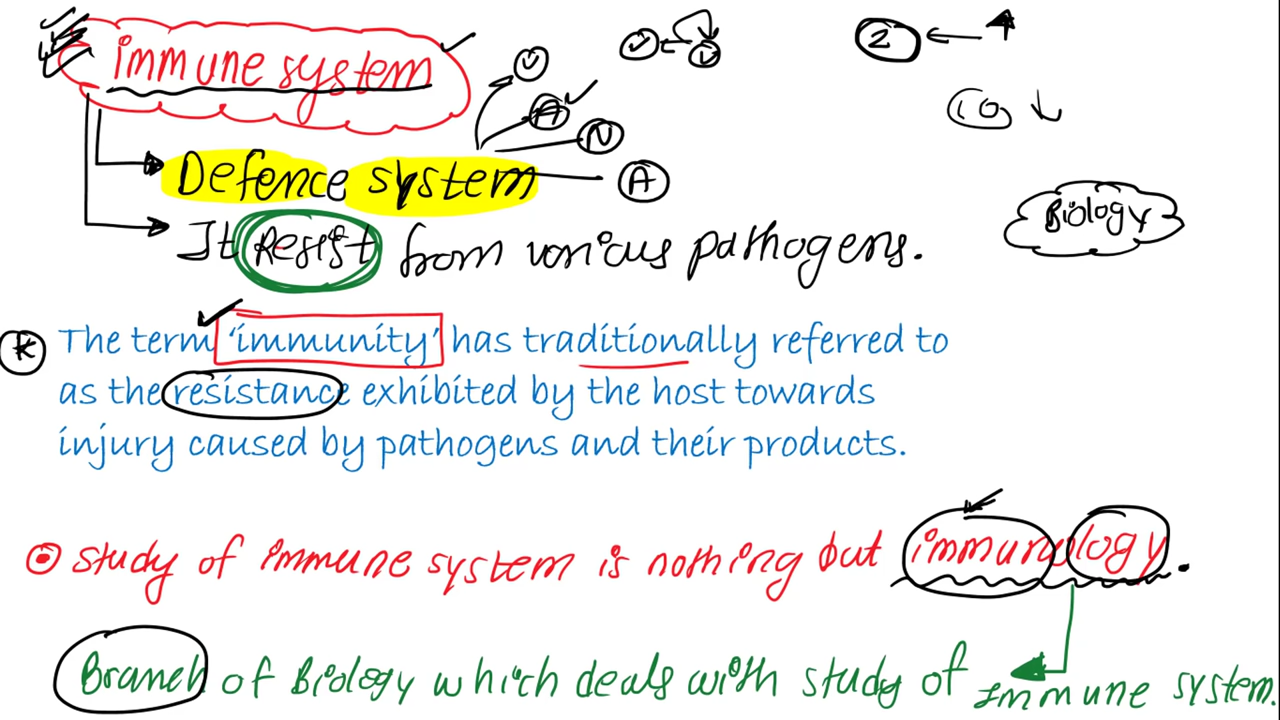 immune system
Defence system
It Resist from various pathogens.
The term 'immunity' has traditionally referred to
as the resistance exhibited by the host towards
injury caused by pathogens and their products.
Study of immune system is nothing but immunology.
Branch of Biology which deals with study of Immune system.
N
A
2
Biology